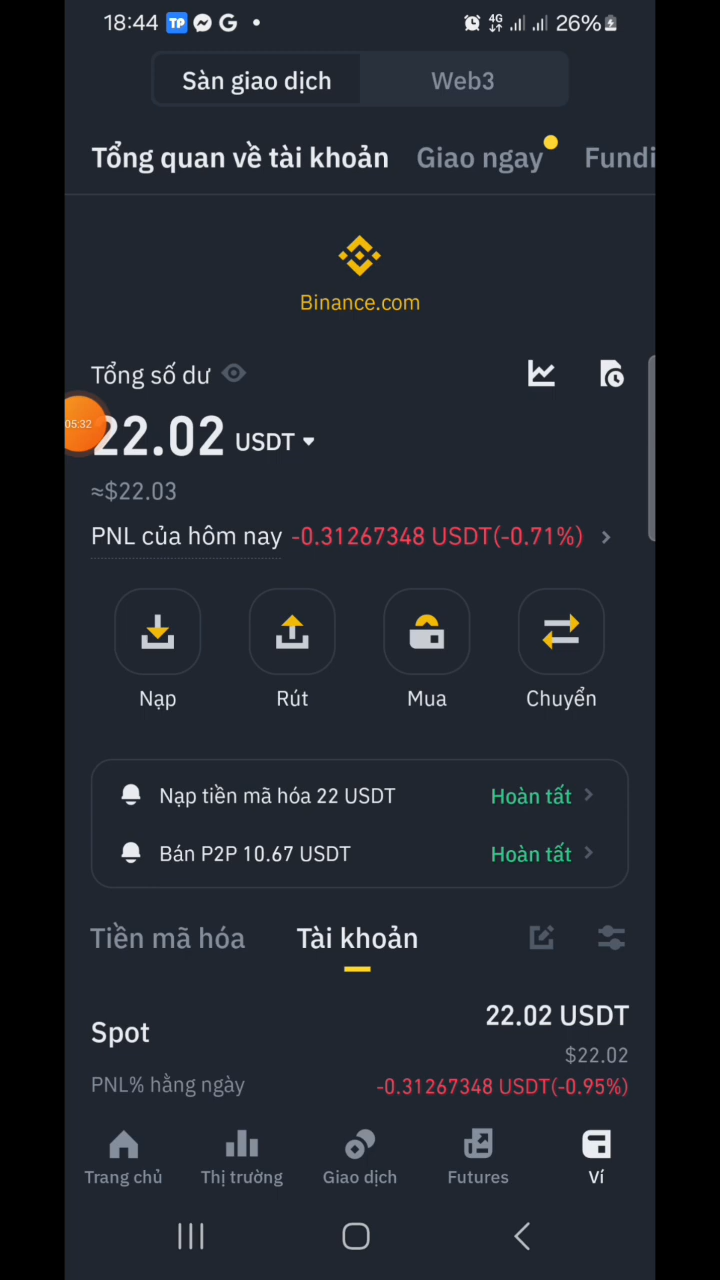 18:44 TP G • 4G 26%
Sàn giao dịch Web3
Tổng quan về tài khoản Giao ngay Fundi
Binance.com
Tổng số dư
05:32
22.02 USDT
≈$22.03
PNL của hôm nay -0.31267348 USDT(-0.71%)
Nạp Rút Mua Chuyển
Nạp tiền mã hóa 22 USDT Hoàn tất
Bán P2P 10.67 USDT Hoàn tất
Tiền mã hóa Tài khoản
Spot 22.02 USDT
$22.02
PNL% hằng ngày -0.31267348 USDT(-0.95%)
Trang chủ Thị trường Giao dịch Futures Ví